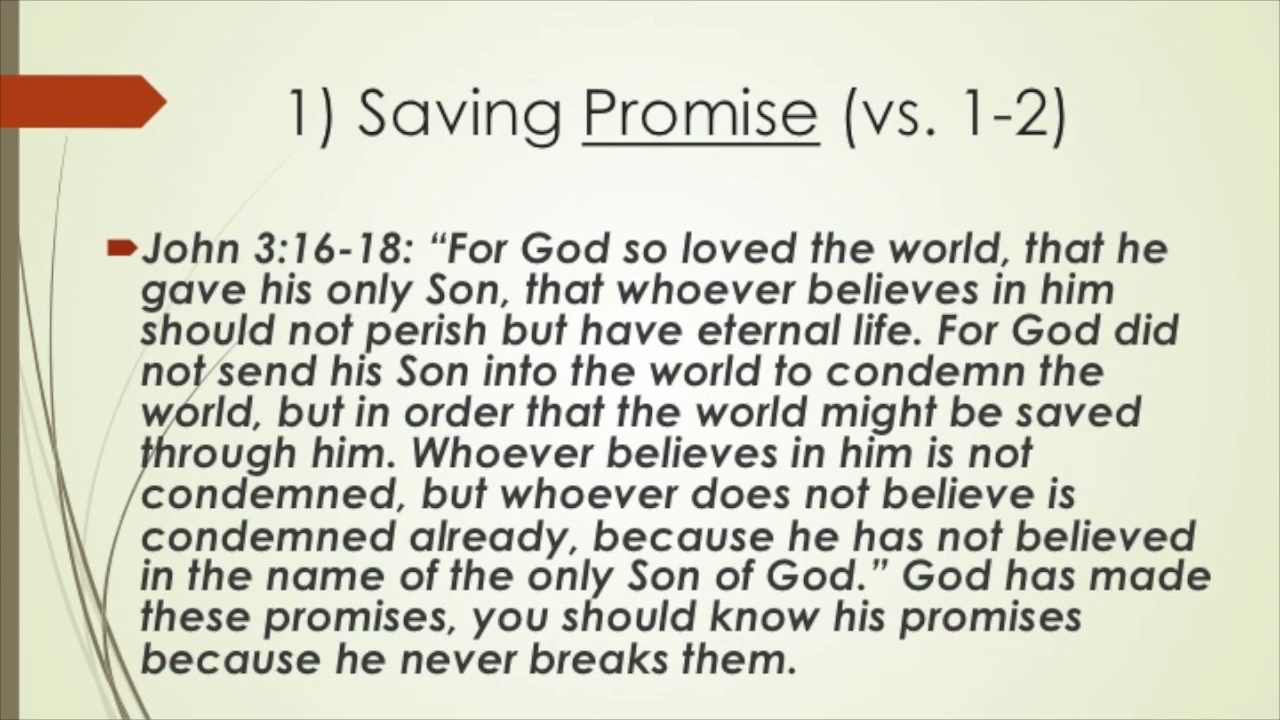 1) Saving Promise (vs. 1-2)
John 3:16-18: “For God so loved the world, that he
gave his only Son, that whoever believes in him
should not perish but have eternal life. For God did
not send his Son into the world to condemn the
world, but in order that the world might be saved
through him. Whoever believes in him is not
condemned, but whoever does not believe is
condemned already, because he has not believed
in the name of the only Son of God.” God has made
these promises, you should know his promises
because he never breaks them.